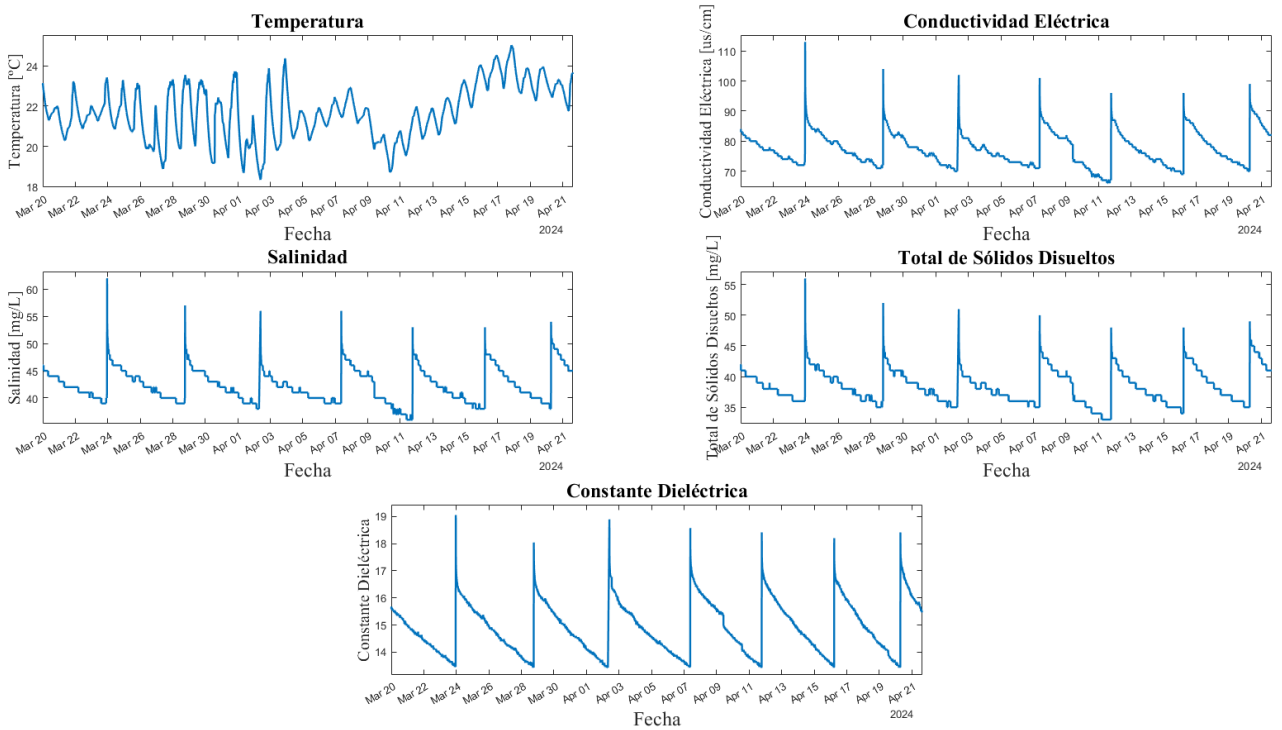 Temperatura
Temperatura [ºC]
24
22
20
18
Mar 20
Mar 22
Mar 24
Mar 26
Mar 28
Mar 30
Apr 01
Apr 03
Apr 05
Apr 07
Apr 09
Apr 11
Apr 13
Apr 15
Apr 17
Apr 19
Apr 21
Fecha
2024
Conductividad Eléctrica
Conductividad Eléctrica [us/cm]
110
100
90
80
70
Mar 20
Mar 22
Mar 24
Mar 26
Mar 28
Mar 30
Apr 01
Apr 03
Apr 05
Apr 07
Apr 09
Apr 11
Apr 13
Apr 15
Apr 17
Apr 19
Apr 21
Fecha
2024
Salinidad
Salinidad [mg/L]
60
55
50
45
40
Mar 20
Mar 22
Mar 24
Mar 26
Mar 28
Mar 30
Apr 01
Apr 03
Apr 05
Apr 07
Apr 09
Apr 11
Apr 13
Apr 15
Apr 17
Apr 19
Apr 21
Fecha
2024
Total de Sólidos Disueltos
Total de Sólidos Disueltos [mg/L]
55
50
45
40
35
Mar 20
Mar 22
Mar 24
Mar 26
Mar 28
Mar 30
Apr 01
Apr 03
Apr 05
Apr 07
Apr 09
Apr 11
Apr 13
Apr 15
Apr 17
Apr 19
Apr 21
Fecha
2024
Constante Dieléctrica
Constante Dieléctrica
19
18
17
16
15
14
Mar 20
Mar 22
Mar 24
Mar 26
Mar 28
Mar 30
Apr 01
Apr 03
Apr 05
Apr 07
Apr 09
Apr 11
Apr 13
Apr 15
Apr 17
Apr 19
Apr 21
Fecha
2024